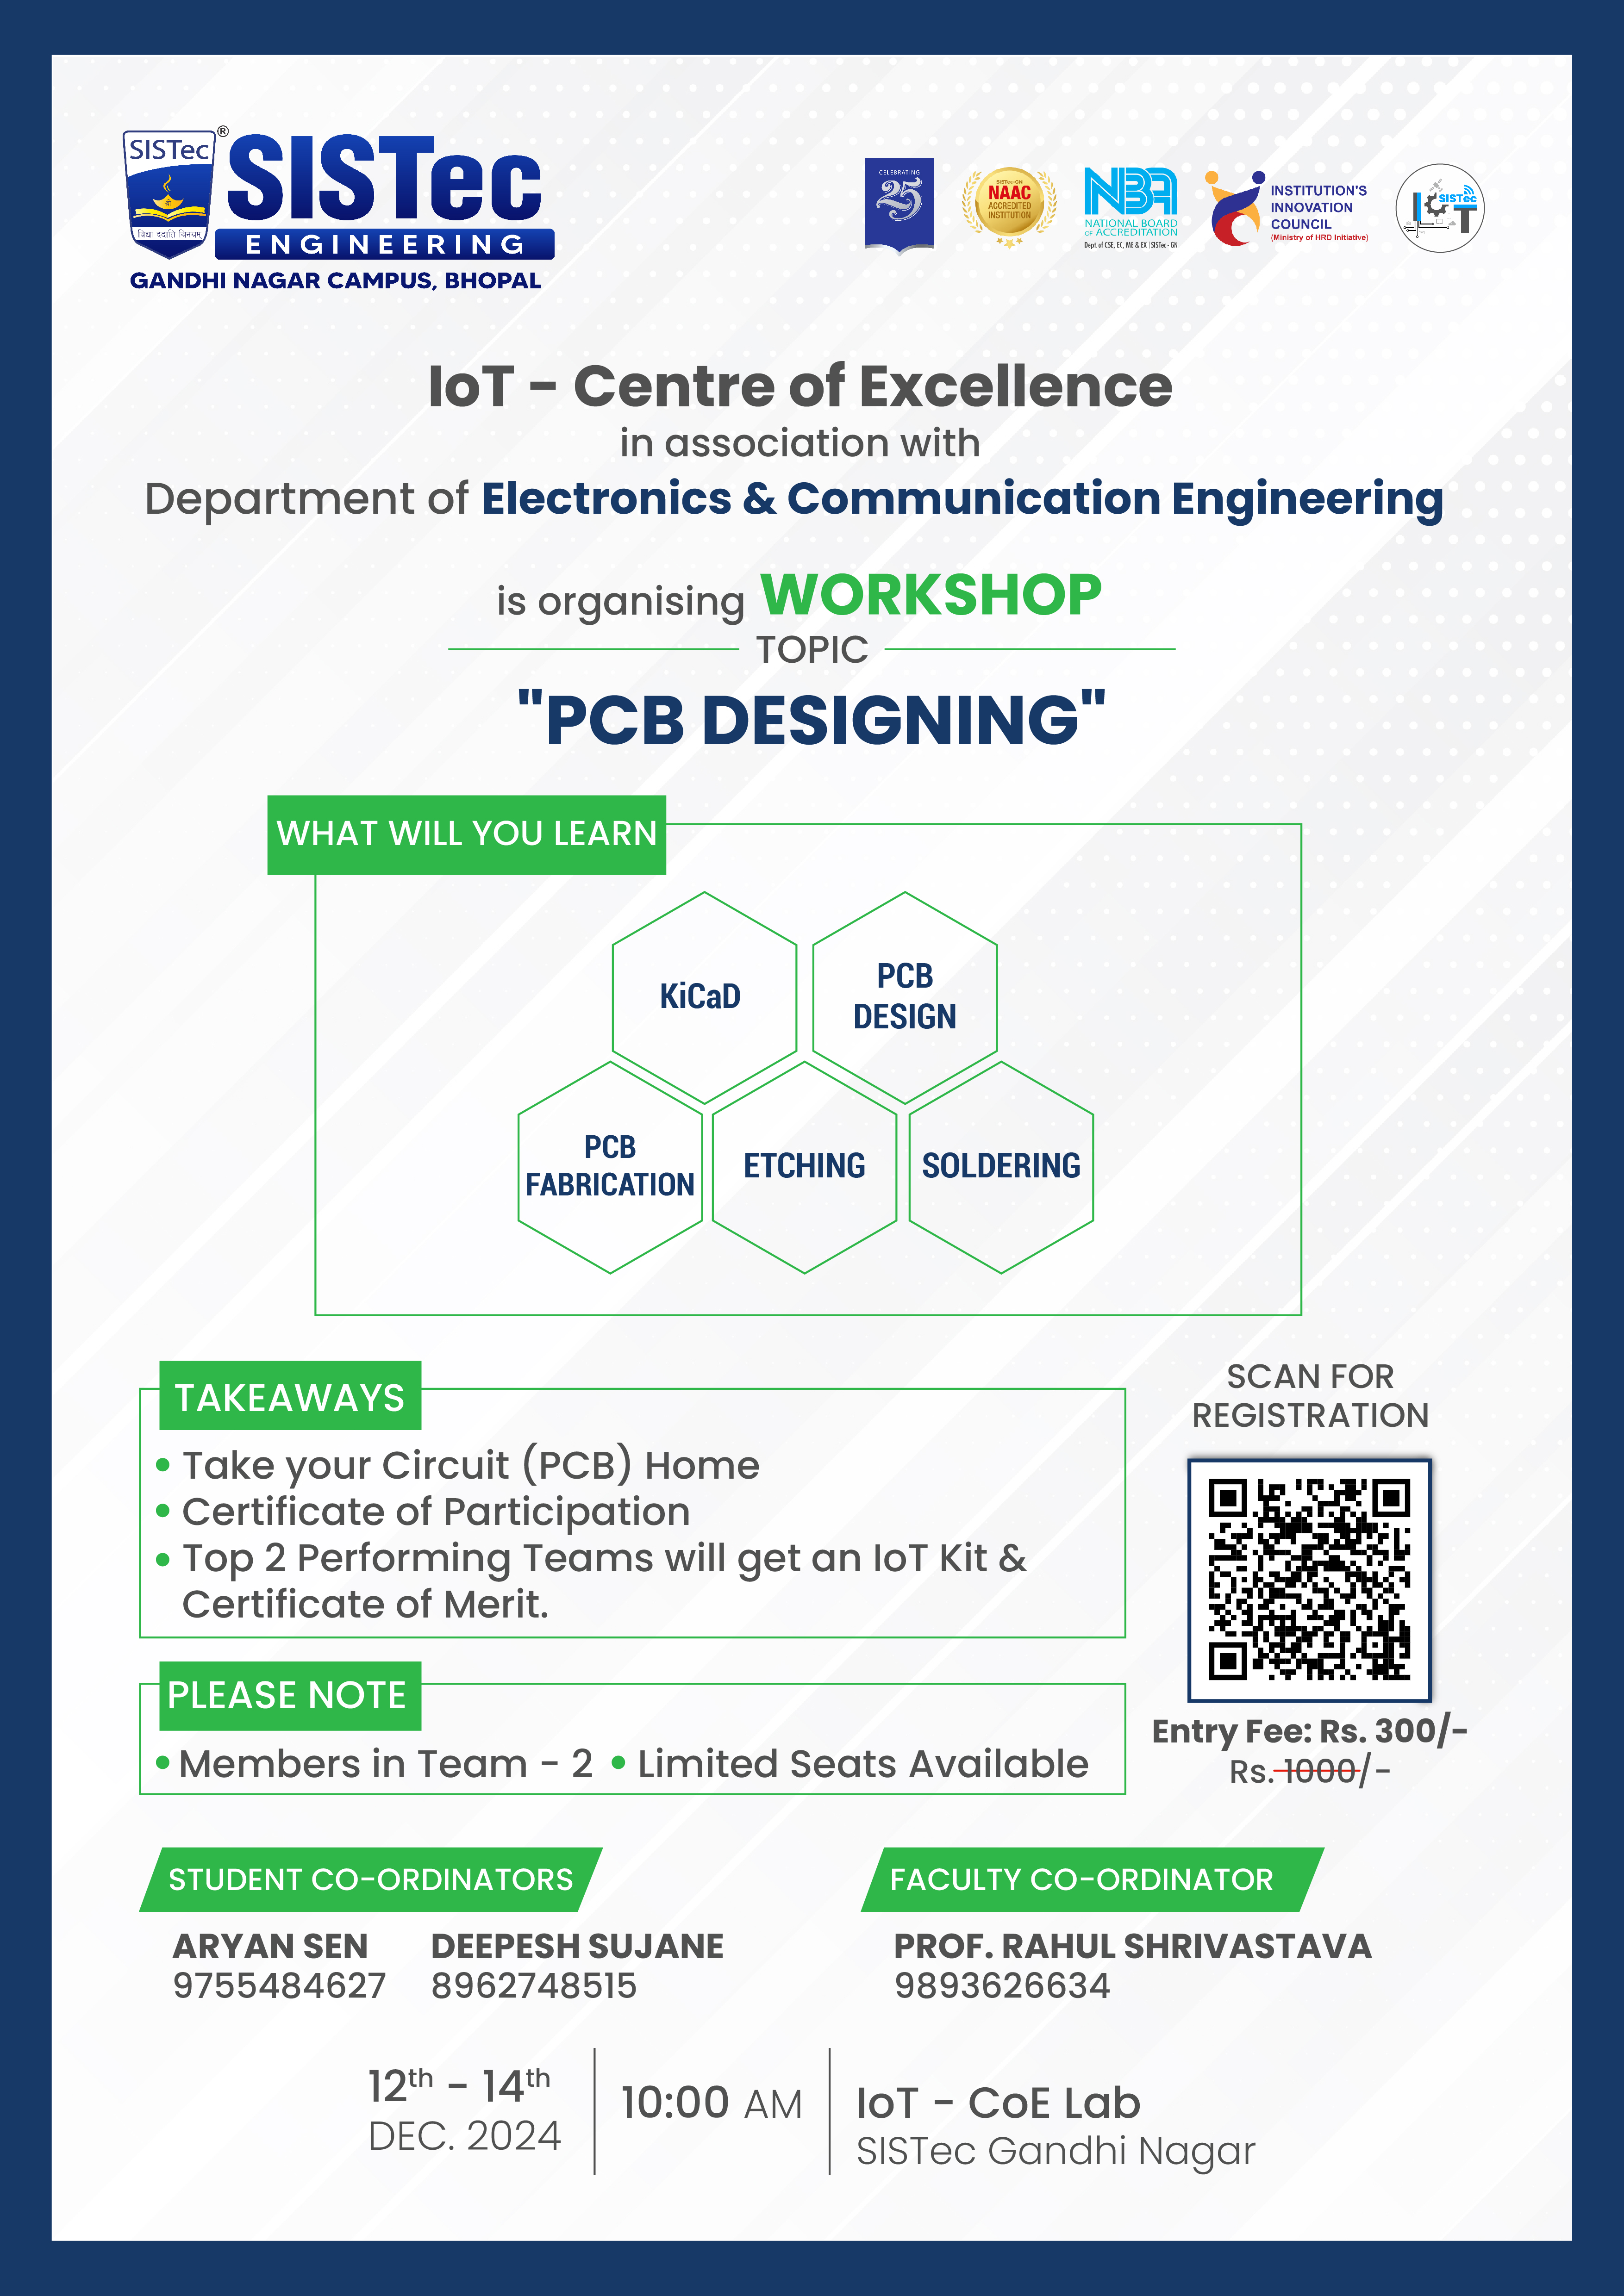 SISTec
®
विद्या ददाति विनयम्
SISTec
ENGINEERING
GANDHI NAGAR CAMPUS, BHOPAL
CELEBRATING
25
SISTec-GN
NAAC
ACCREDITED
INSTITUTION
NBA
NATIONAL BOARD
OF ACCREDITATION
Dept of CSE, EC, ME & EX | SISTec - GN
INSTITUTION'S
INNOVATION
COUNCIL
(Ministry of HRD Initiative)
SISTec
IoT
IoT - Centre of Excellence
in association with
Department of Electronics & Communication Engineering
is organising WORKSHOP
TOPIC
"PCB DESIGNING"
WHAT WILL YOU LEARN
KiCaD
PCB
DESIGN
PCB
FABRICATION
ETCHING
SOLDERING
TAKEAWAYS
• Take your Circuit (PCB) Home
• Certificate of Participation
• Top 2 Performing Teams will get an IoT Kit &
Certificate of Merit.
SCAN FOR
REGISTRATION
Entry Fee: Rs. 300/-
Rs. 1000/-
PLEASE NOTE
• Members in Team - 2 • Limited Seats Available
STUDENT CO-ORDINATORS
ARYAN SEN
9755484627
DEEPESH SUJANE
8962748515
FACULTY CO-ORDINATOR
PROF. RAHUL SHRIVASTAVA
9893626634
12th - 14th
DEC. 2024
10:00 AM
IoT - CoE Lab
SISTec Gandhi Nagar